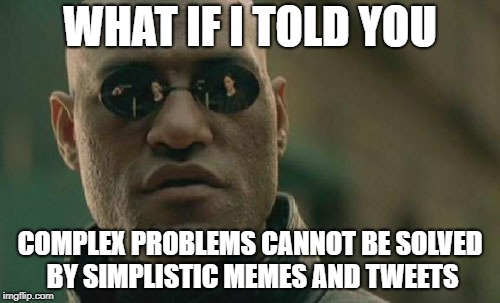 WHAT IF I TOLD YOU
COMPLEX PROBLEMS CANNOT BE SOLVED
BY SIMPLISTIC MEMES AND TWEETS
imgflip.com